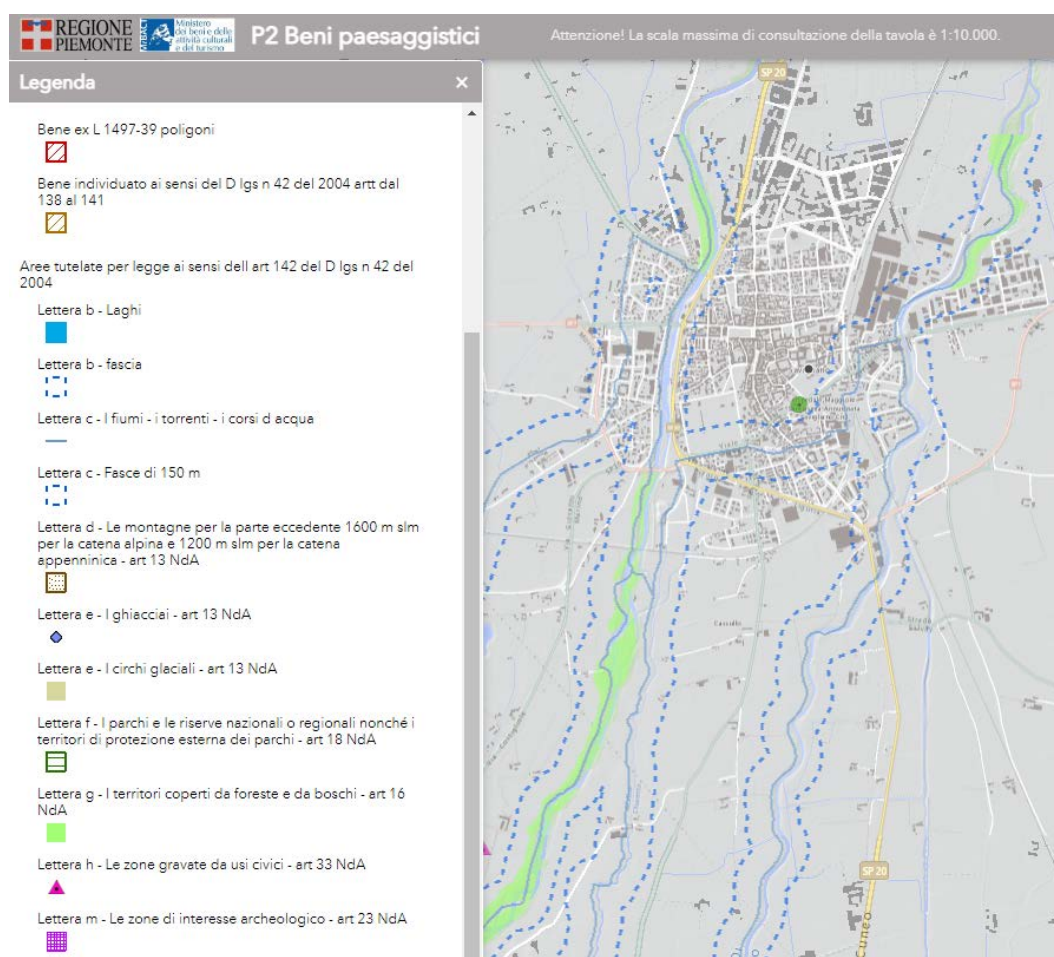 REGIONE
PIEMONTE
MiBACT
Ministero
dei beni e delle
attività culturali
e del turismo
P2 Beni paesaggistici
Attenzione! La scala massima di consultazione della tavola è 1:10.000.
Legenda
×
Bene ex L 1497-39 poligoni
Bene individuato ai sensi del D lgs n 42 del 2004 artt dal
138 al 141
Aree tutelate per legge ai sensi dell art 142 del D lgs n 42 del
2004
Lettera b - Laghi
Lettera b - fascia
Lettera c - I fiumi - i torrenti - i corsi d acqua
Lettera c - Fasce di 150 m
Lettera d - Le montagne per la parte eccedente 1600 m slm
per la catena alpina e 1200 m slm per la catena
appenninica - art 13 NdA
Lettera e - I ghiacciai - art 13 NdA
Lettera e - I circhi glaciali - art 13 NdA
Lettera f - I parchi e le riserve nazionali o regionali nonché i
territori di protezione esterna dei parchi - art 18 NdA
Lettera g - I territori coperti da foreste e da boschi - art 16
NdA
Lettera h - Le zone gravate da usi civici - art 33 NdA
Lettera m - Le zone di interesse archeologico - art 23 NdA
SP 20
SP 20
Cuneo